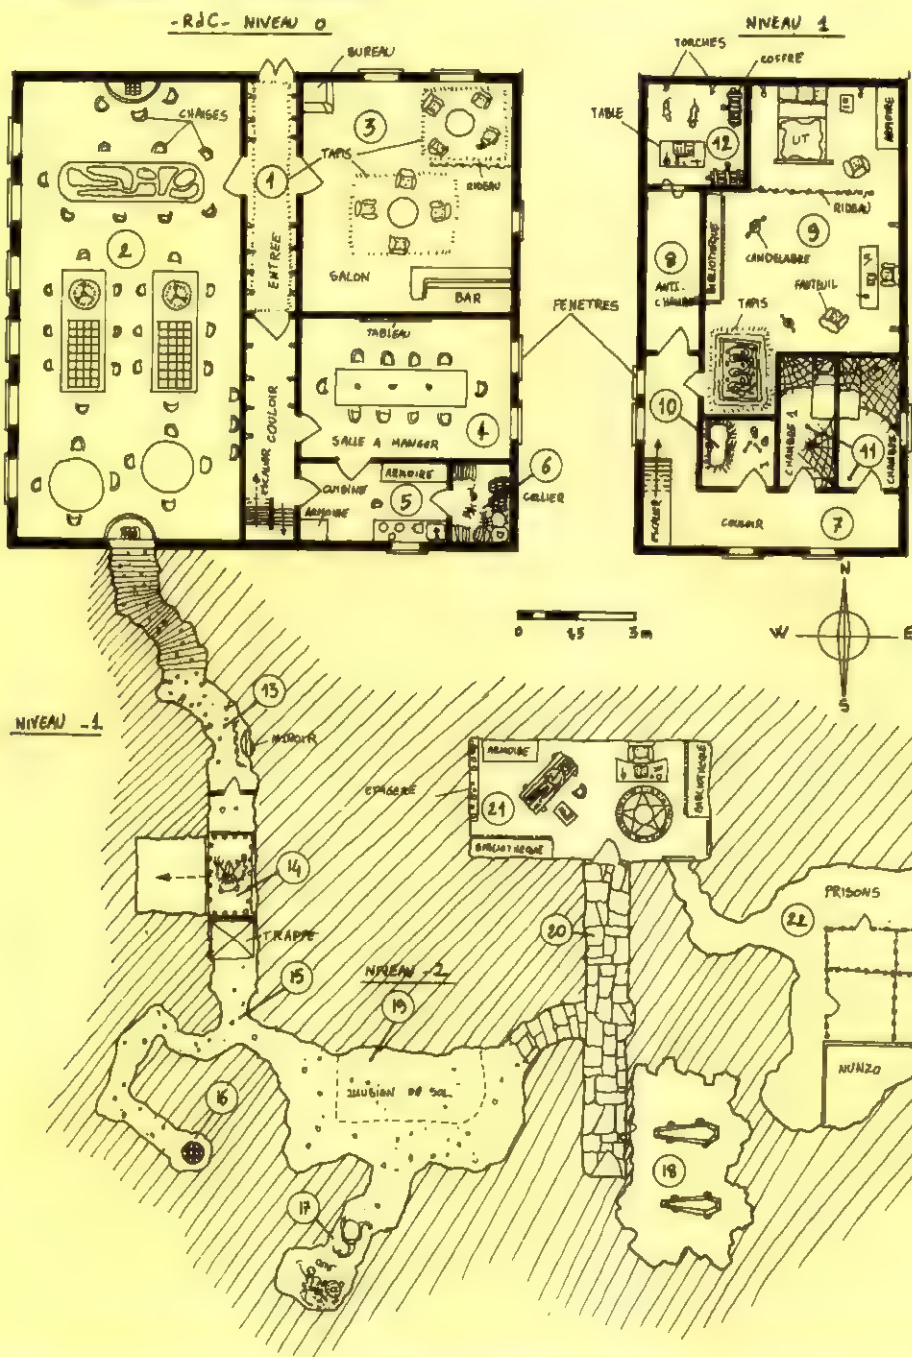 -RdC- NIVEAU 0
NIVEAU 1
BUREAU
TORCHES
COFFRE
CHAISES
3
TAPIS
TABLE
12
LIT
ARMOIRE
1
RIDEAU
RIDEAU
2
ENTREE
8
ANTI-
CHAMBRE
BIBLIOTHEQUE
9
CANDELABRE
SALON
BAR
FENETRES
TAPIS
FAUTEUIL
TABLEAU
COULOIR
SALLE A MANGER
4
10
CHAMBRE 1
11
CHAMBRE
ESCALIER
CUISINE
ARMOIRE
5
6
CELLIER
ARMOIRE
ESCALIER
COULOIR
7
N
W
E
S
0
1,5
3m
NIVEAU -1
13
MIROIR
ARMOIRE
ETAGERE
21
BIBLIOTHEQUE
BIBLIOTHEQUE
14
TRAPPE
PRISONS
22
20
15
NIVEAU -2
19
ILLUSION DE SOL
NUNZO
16
18
17